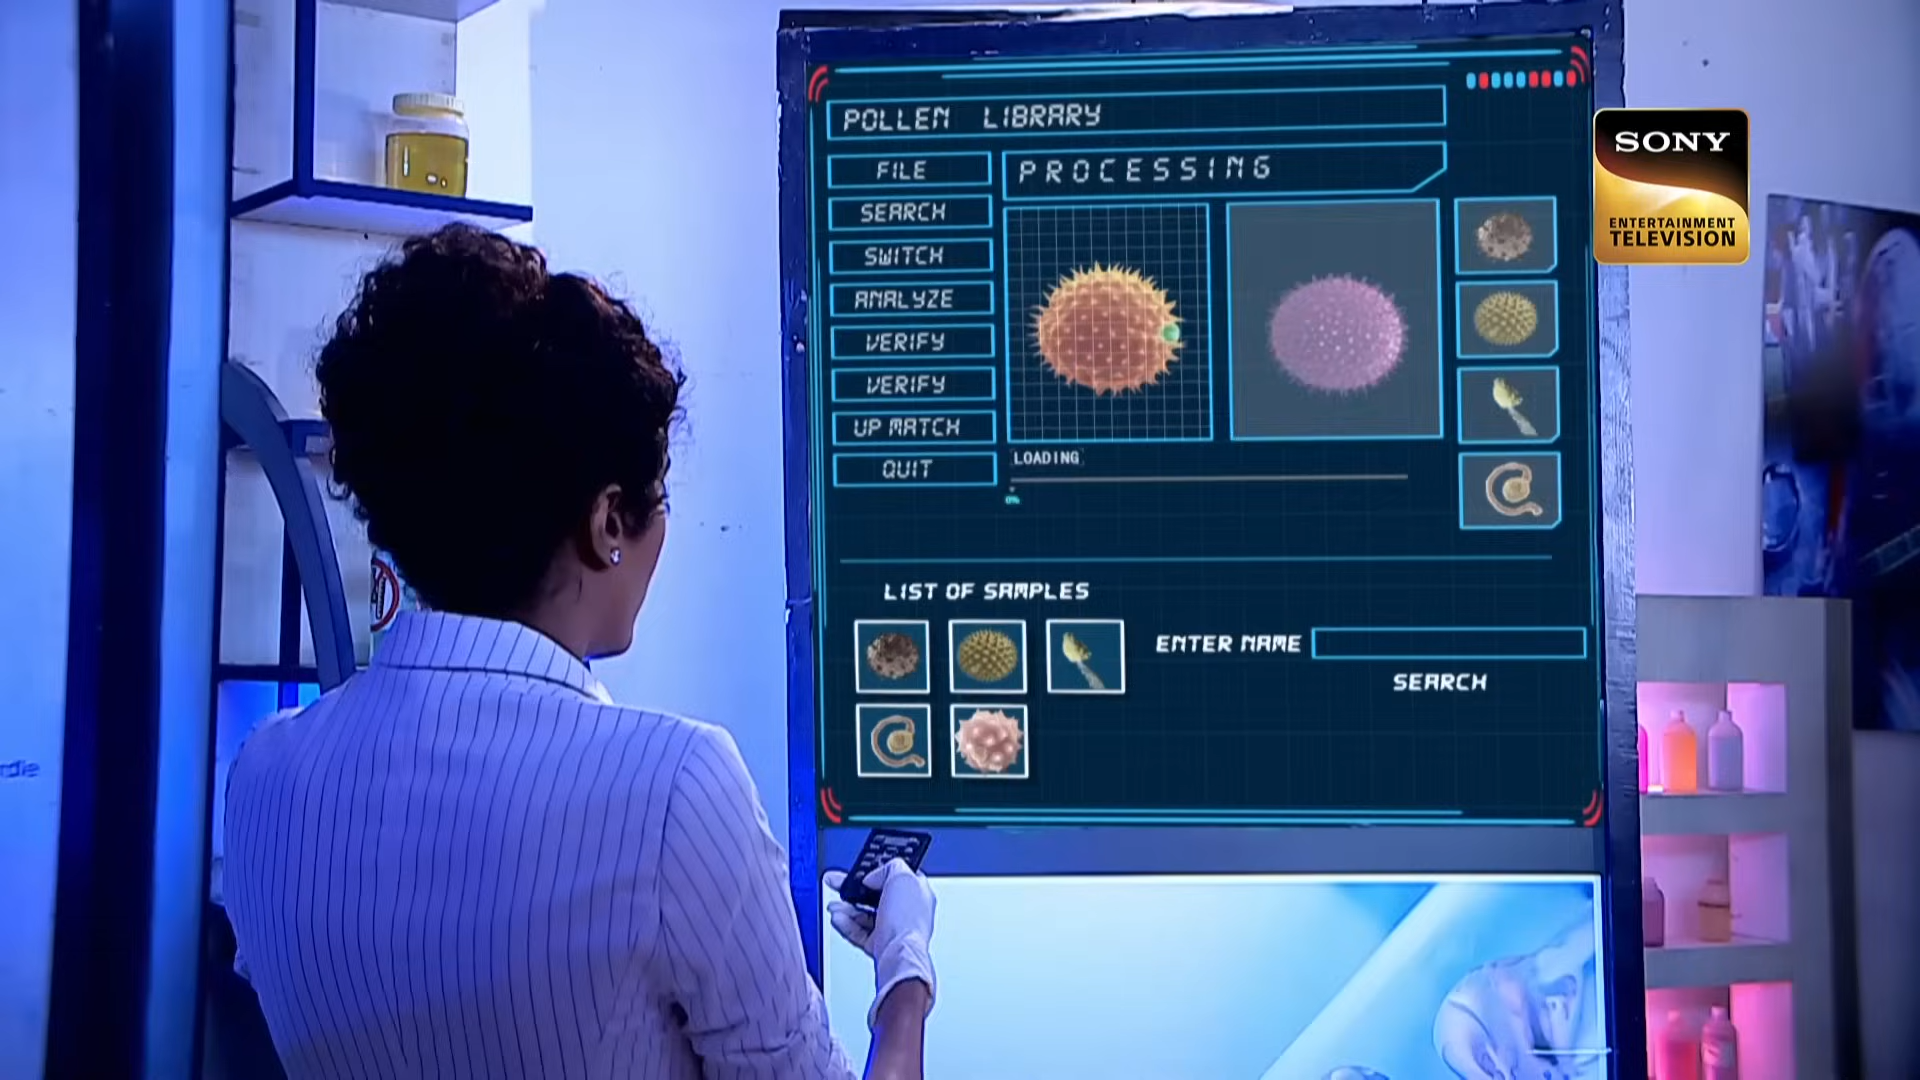 POLLEN LIBRARY
FILE
PROCESSING
SEARCH
SWITCH
ANALYZE
VERIFY
VERIFY
UP MATCH
QUIT
LOADING
0%
LIST OF SAMPLES
ENTER NAME
SEARCH
SONY
ENTERTAINMENT
TELEVISION